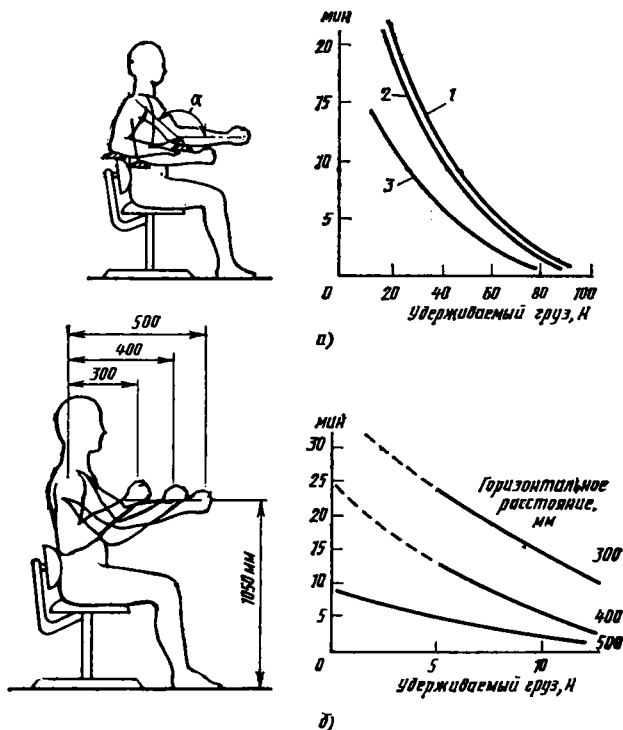 α
мин
20
15
10
5
0
2
1
3
20 40 60 80 100
Удерживаемый груз, Н
а)
500
400
300
1050 мм
мин
30
25
20
15
10
5
0
Горизонтальное
расстояние,
мм
300
400
500
5 10
Удерживаемый груз, Н
б)